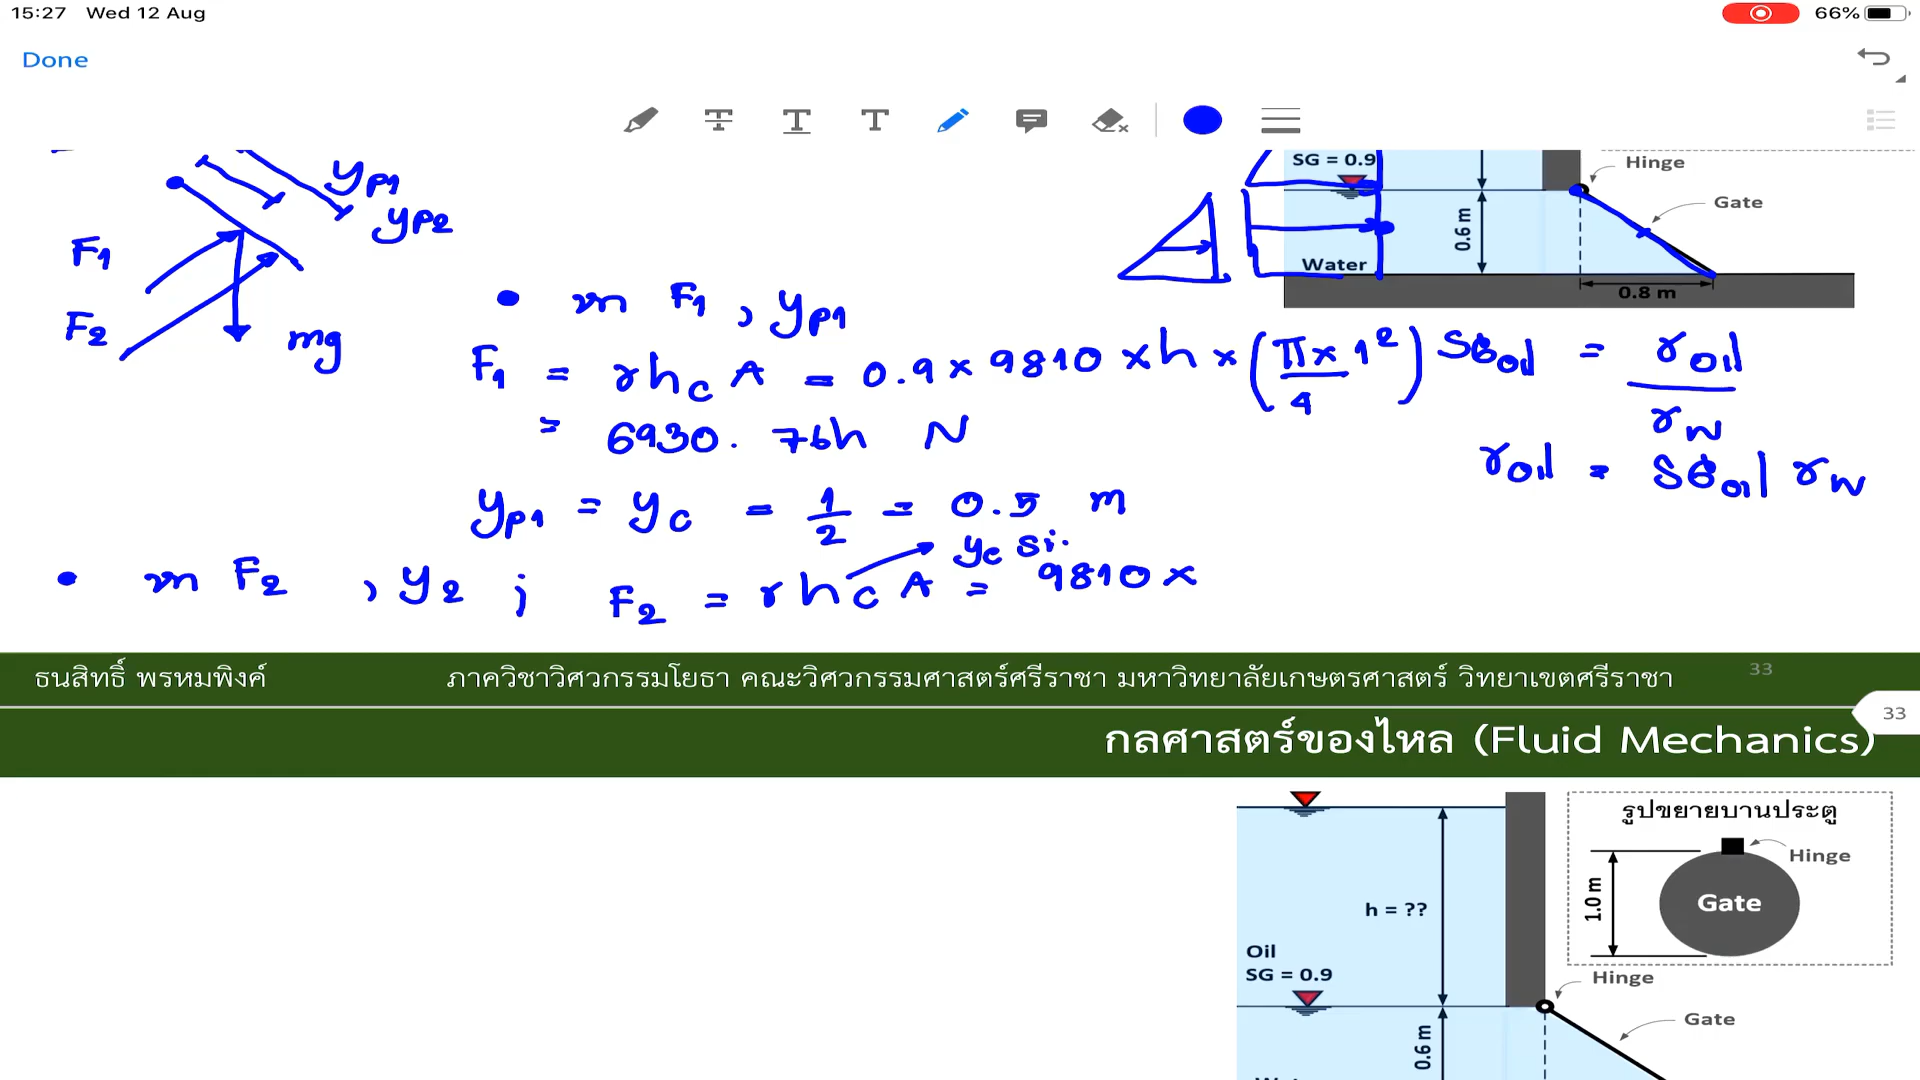 15:27 Wed 12 Aug
66%
Done
yp1
yp2
F1
F2
mg
SG = 0.9
Water
0.6 m
0.8 m
Hinge
Gate
• หา F1 , yp1
F1 = γhc A = 0.9 × 9810 × h × (π × 1² / 4)
= 6930.76h N
SGoil = γoil / γw
γoil = SGoil γw
yp1 = yc = 1/2 = 0.5 m
yc si.
• หา F2 , y2 ; F2 = γhc A = 9810 ×
ธนสิทธิ์ พรหมพิงค์ ภาควิชาวิศวกรรมโยธา คณะวิศวกรรมศาสตร์ศรีราชา มหาวิทยาลัยเกษตรศาสตร์ วิทยาเขตศรีราชา 33
33
กลศาสตร์ของไหล (Fluid Mechanics)
รูปขยายบานประตู
Hinge
1.0 m
Gate
h = ??
Oil
SG = 0.9
Hinge
Gate
0.6 m